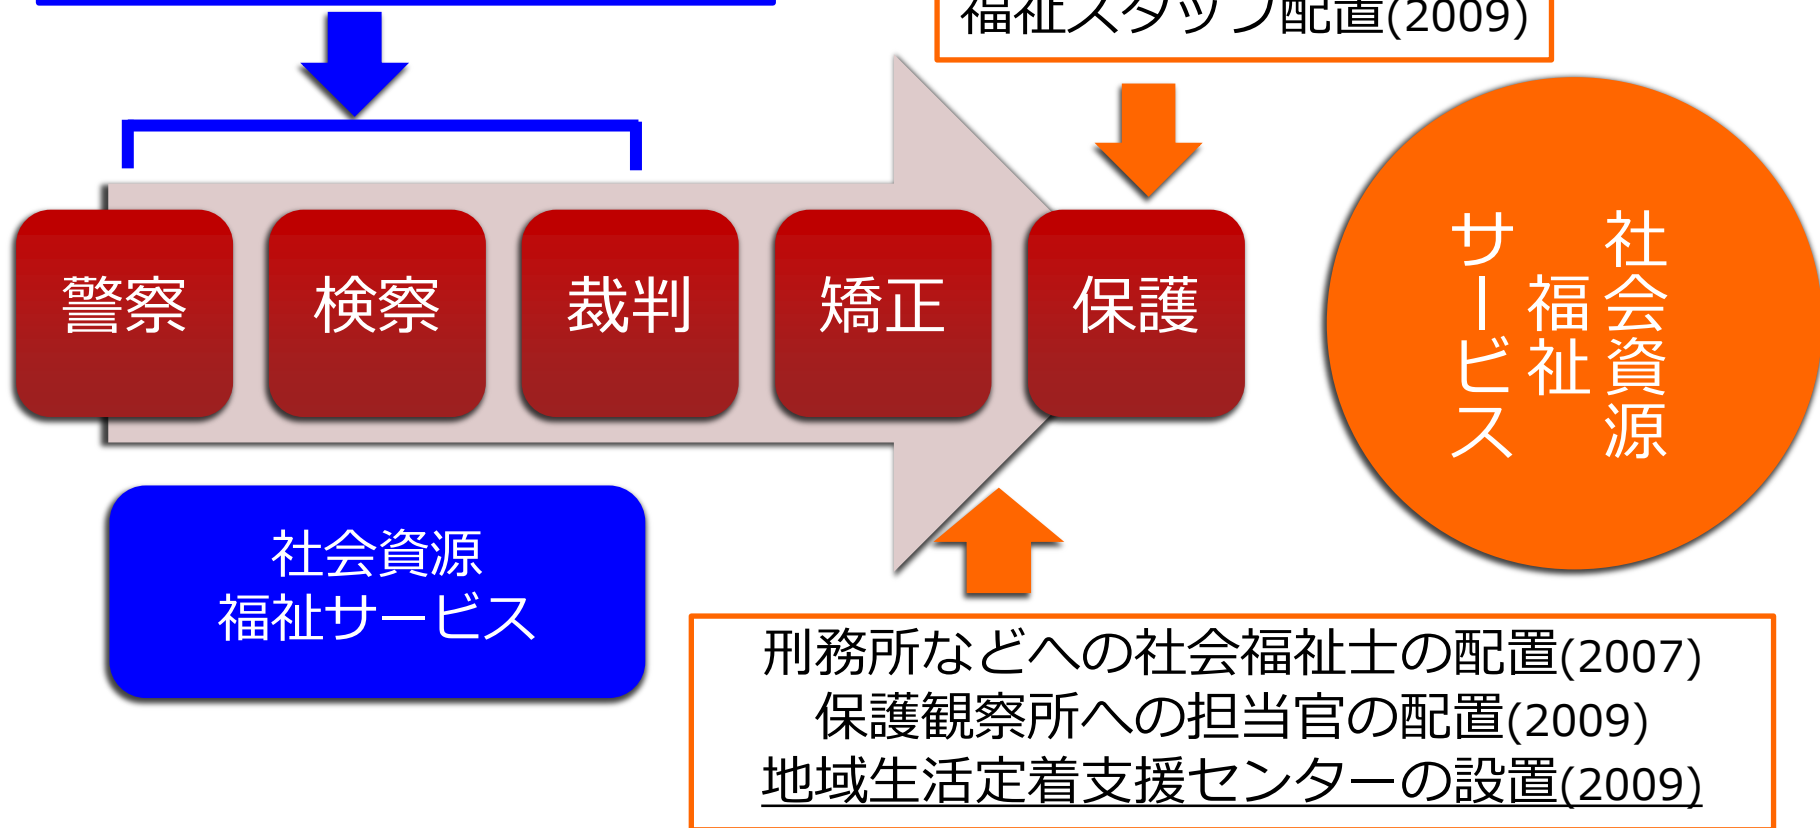 福祉スタッフ配置(2009)
警察
検察
裁判
矯正
保護
社会資源
福祉
サービス
社会資源
福祉サービス
刑務所などへの社会福祉士の配置(2007)
保護観察所への担当官の配置(2009)
地域生活定着支援センターの設置(2009)